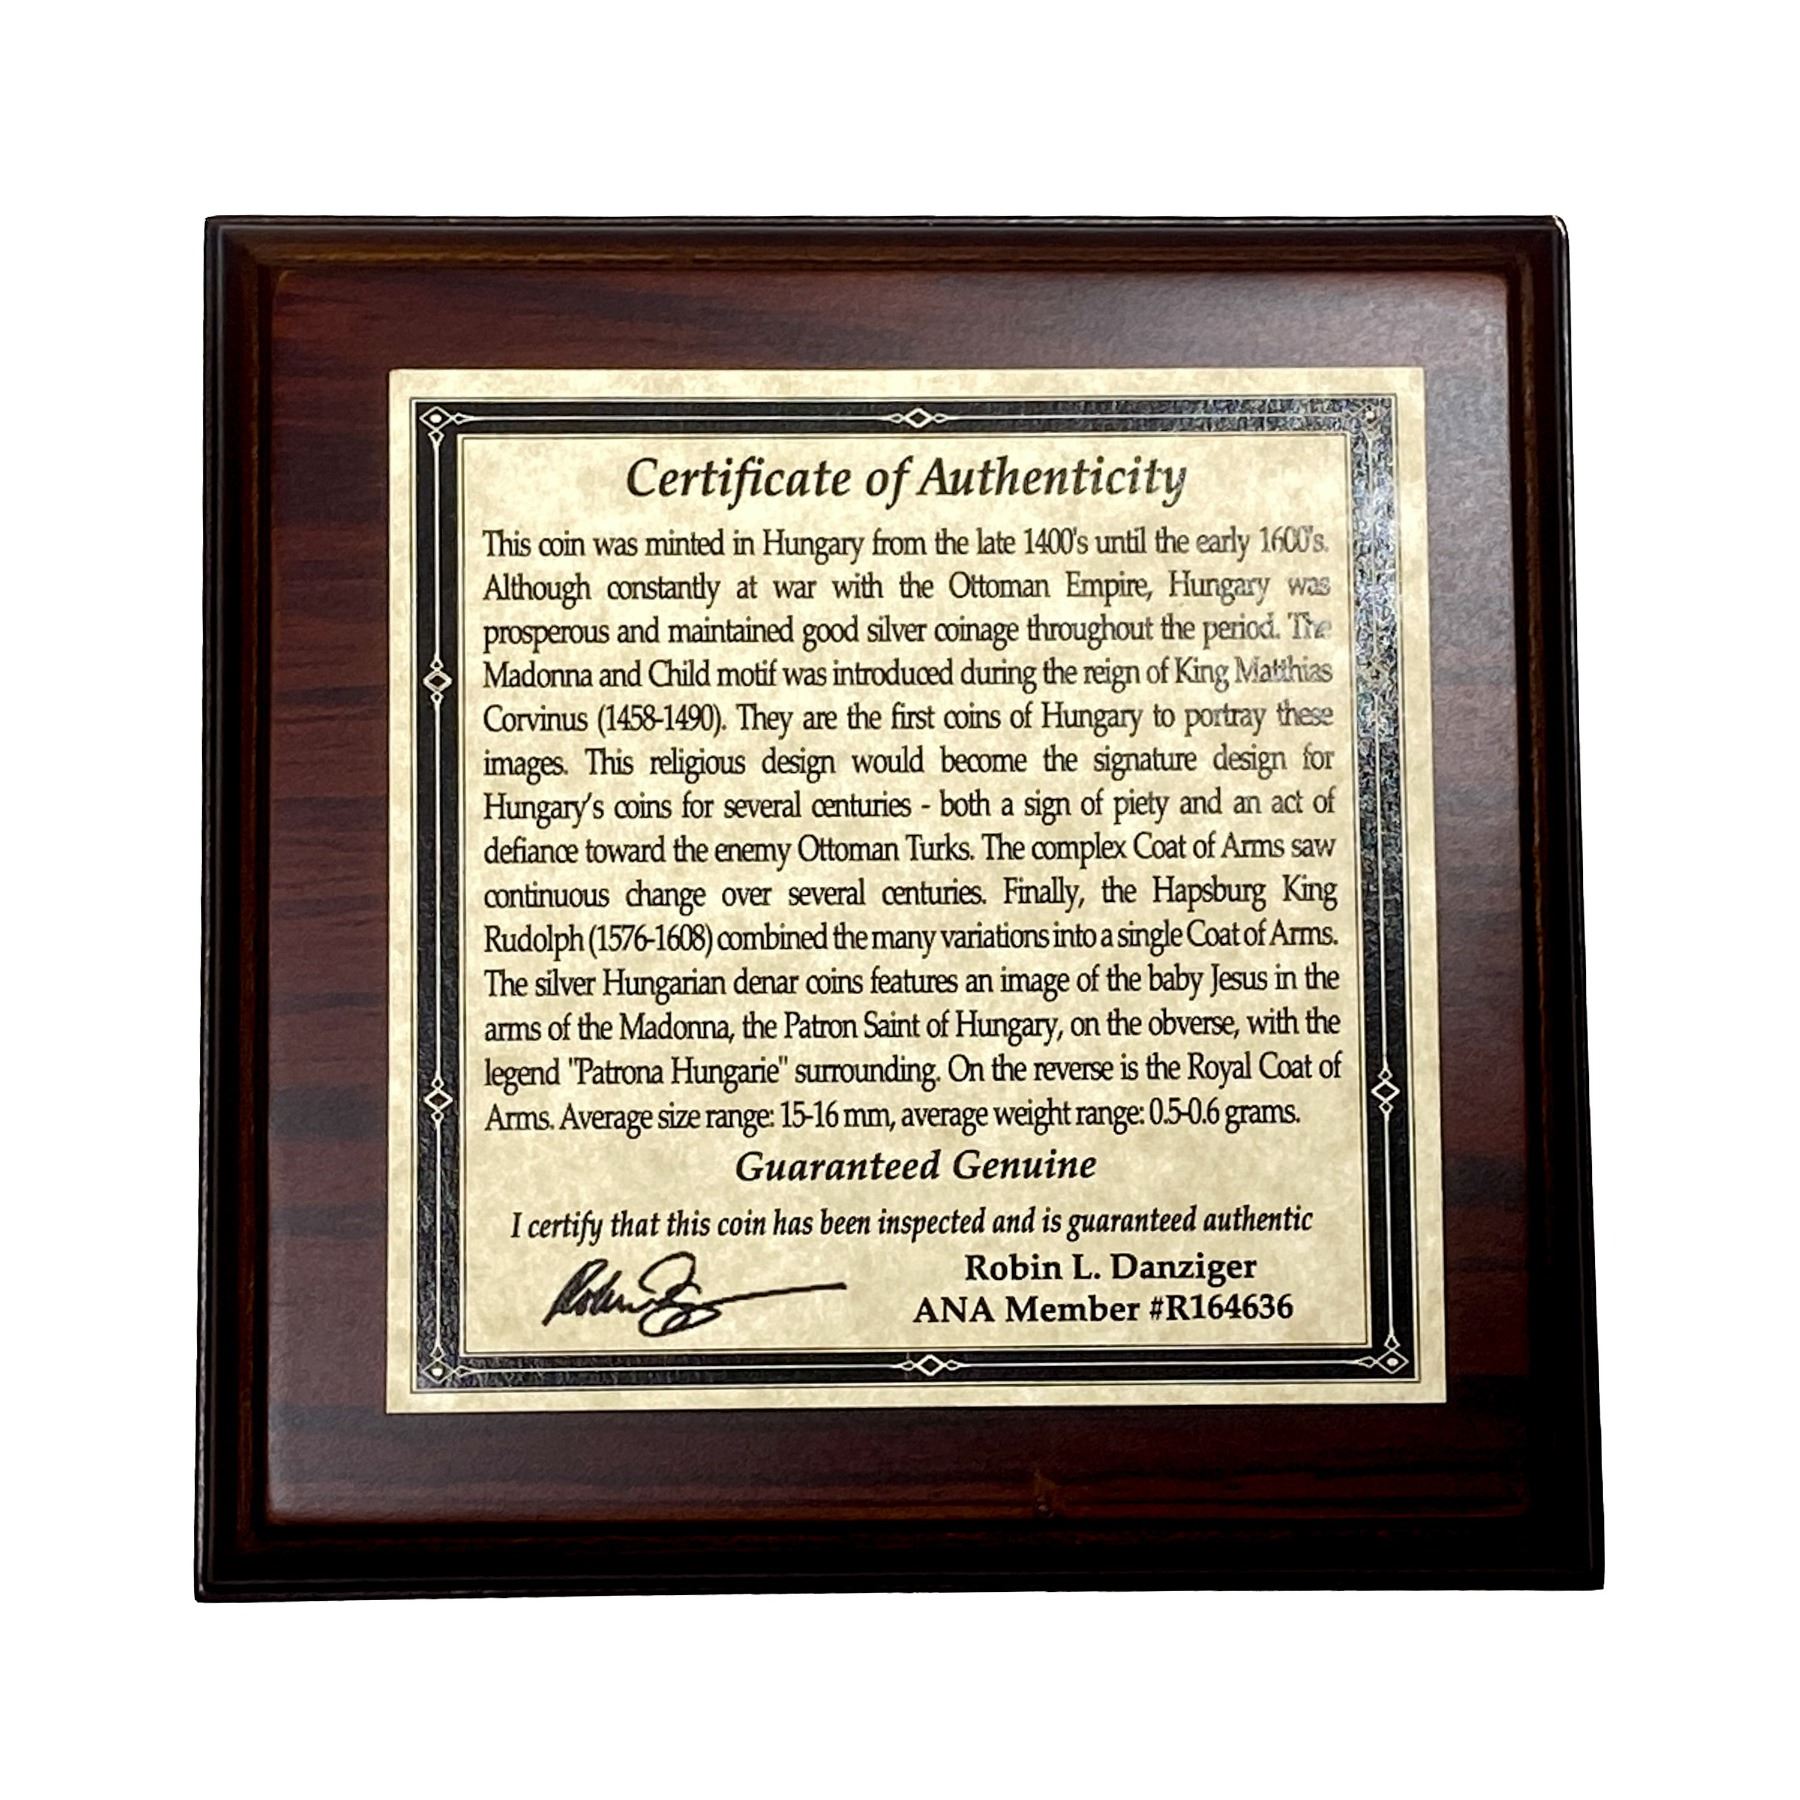 Certificate of Authenticity
This coin was minted in Hungary from the late 1400's until the early 1600's.
Although constantly at war with the Ottoman Empire, Hungary was
prosperous and maintained good silver coinage throughout the period. The
Madonna and Child motif was introduced during the reign of King Matthias
Corvinus (1458-1490). They are the first coins of Hungary to portray these
images. This religious design would become the signature design for
Hungary's coins for several centuries - both a sign of piety and an act of
defiance toward the enemy Ottoman Turks. The complex Coat of Arms saw
continuous change over several centuries. Finally, the Hapsburg King
Rudolph (1576-1608) combined the many variations into a single Coat of Arms.
The silver Hungarian denar coins features an image of the baby Jesus in the
arms of the Madonna, the Patron Saint of Hungary, on the obverse, with the
legend "Patrona Hungarie" surrounding. On the reverse is the Royal Coat of
Arms. Average size range: 15-16 mm, average weight range: 0.5-0.6 grams.
Guaranteed Genuine
I certify that this coin has been inspected and is guaranteed authentic
Robin L. Danziger
ANA Member #R164636